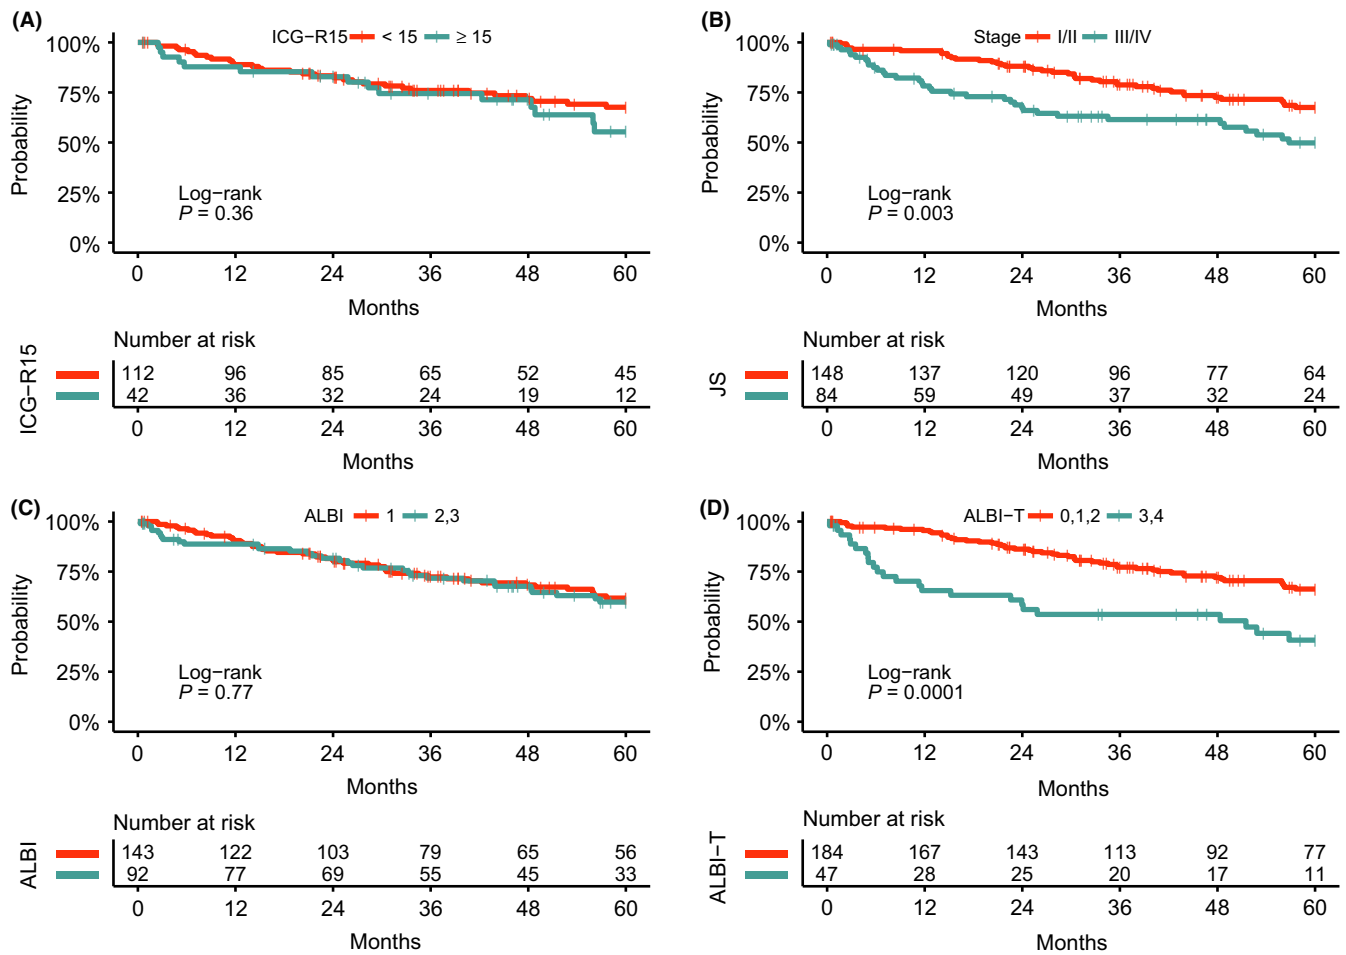 (A)
ICG−R15 < 15 ≥ 15
100%
75%
50%
25%
0%
Probability
Log−rank
P = 0.36
0 12 24 36 48 60
Months
Number at risk
ICG−R15
112 96 85 65 52 45
42 36 32 24 19 12
0 12 24 36 48 60
Months
(B)
Stage I/II III/IV
100%
75%
50%
25%
0%
Probability
Log−rank
P = 0.003
0 12 24 36 48 60
Months
Number at risk
JS
148 137 120 96 77 64
84 59 49 37 32 24
0 12 24 36 48 60
Months
(C)
ALBI 1 2,3
100%
75%
50%
25%
0%
Probability
Log−rank
P = 0.77
0 12 24 36 48 60
Months
Number at risk
ALBI
143 122 103 79 65 56
92 77 69 55 45 33
0 12 24 36 48 60
Months
(D)
ALBI−T 0,1,2 3,4
100%
75%
50%
25%
0%
Probability
Log−rank
P = 0.0001
0 12 24 36 48 60
Months
Number at risk
ALBI−T
184 167 143 113 92 77
47 28 25 20 17 11
0 12 24 36 48 60
Months